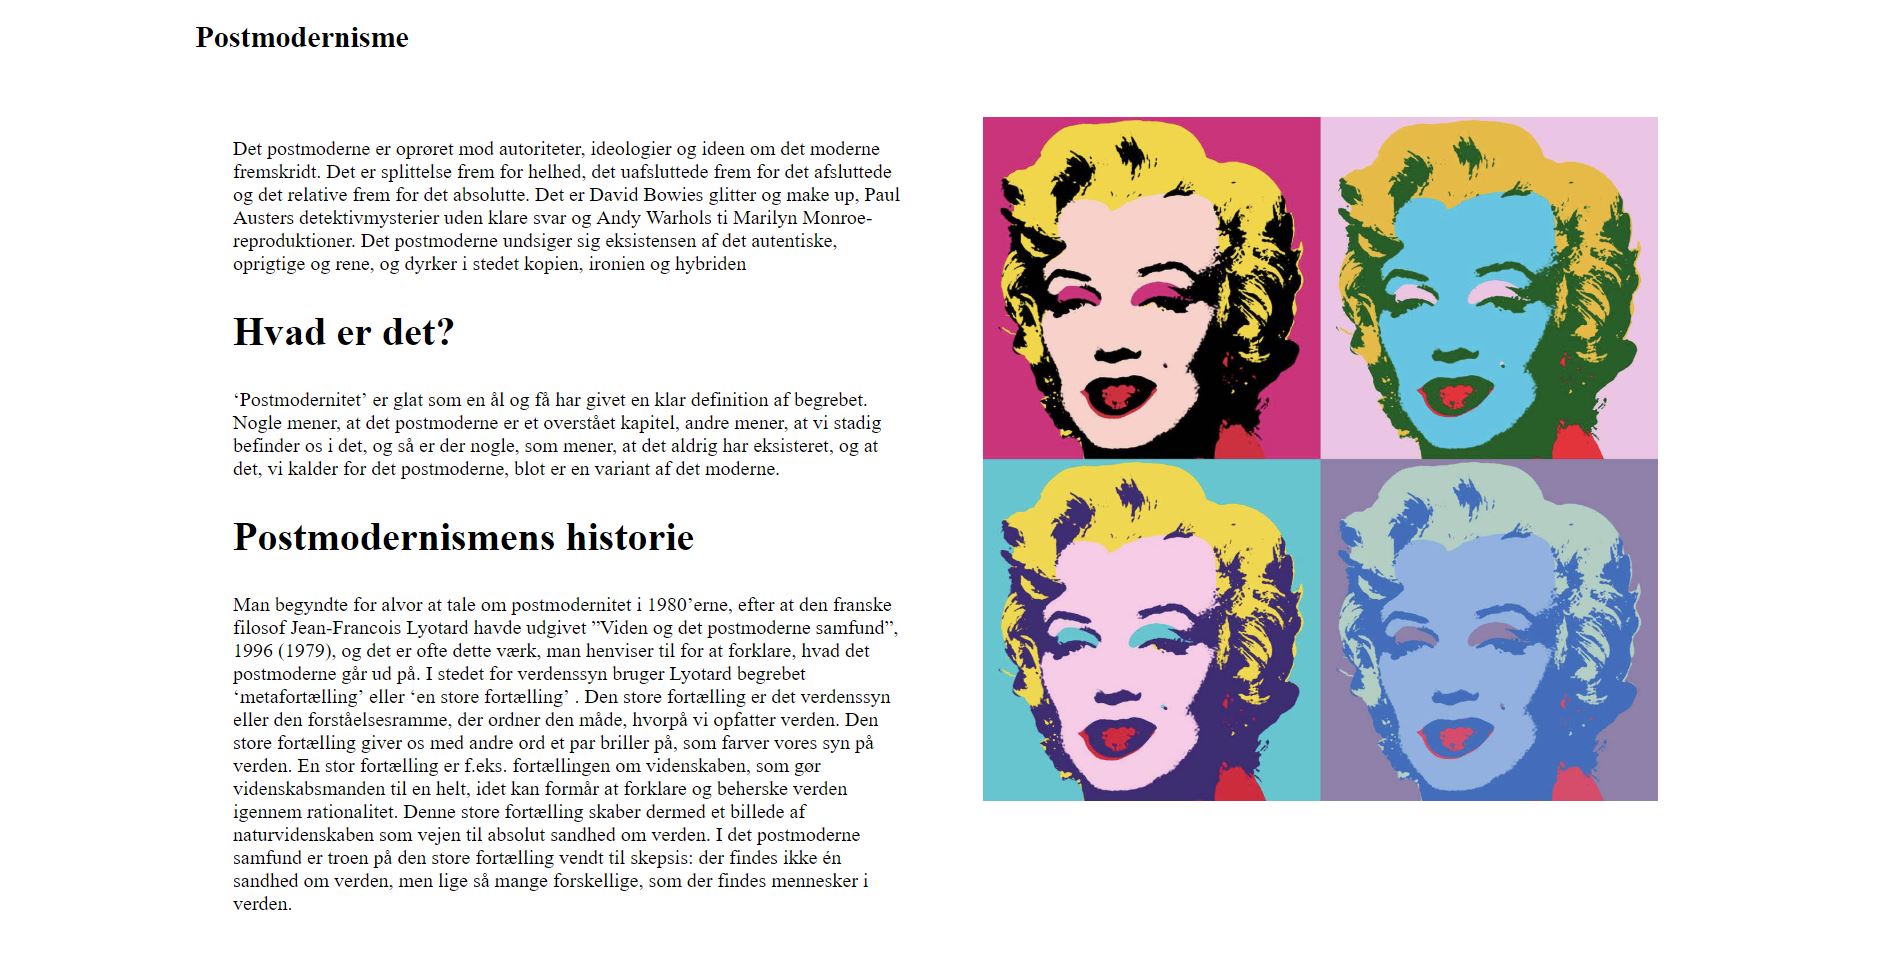 Postmodernisme
Det postmoderne er oprøret mod autoriteter, ideologier og ideen om det moderne
fremskridt. Det er splittelse frem for helhed, det uafsluttede frem for det afsluttede
og det relative frem for det absolutte. Det er David Bowies glitter og make up, Paul
Austers detektivmysterier uden klare svar og Andy Warhols ti Marilyn Monroe-
reproduktioner. Det postmoderne undsiger sig eksistensen af det autentiske,
oprigtige og rene, og dyrker i stedet kopien, ironien og hybriden
Hvad er det?
‘Postmodernitet’ er glat som en ål og få har givet en klar definition af begrebet.
Nogle mener, at det postmoderne er et overstået kapitel, andre mener, at vi stadig
befinder os i det, og så er der nogle, som mener, at det aldrig har eksisteret, og at
det, vi kalder for det postmoderne, blot er en variant af det moderne.
Postmodernismens historie
Man begyndte for alvor at tale om postmodernitet i 1980’erne, efter at den franske
filosof Jean-Francois Lyotard havde udgivet ”Viden og det postmoderne samfund”,
1996 (1979), og det er ofte dette værk, man henviser til for at forklare, hvad det
postmoderne går ud på. I stedet for verdenssyn bruger Lyotard begrebet
‘metafortælling’ eller ‘en store fortælling’ . Den store fortælling er det verdenssyn
eller den forståelsesramme, der ordner den måde, hvorpå vi opfatter verden. Den
store fortælling giver os med andre ord et par briller på, som farver vores syn på
verden. En stor fortælling er f.eks. fortællingen om videnskaben, som gør
videnskabsmanden til en helt, idet kan formår at forklare og beherske verden
igennem rationalitet. Denne store fortælling skaber dermed et billede af
naturvidenskaben som vejen til absolut sandhed om verden. I det postmoderne
samfund er troen på den store fortælling vendt til skepsis: der findes ikke én
sandhed om verden, men lige så mange forskellige, som der findes mennesker i
verden.